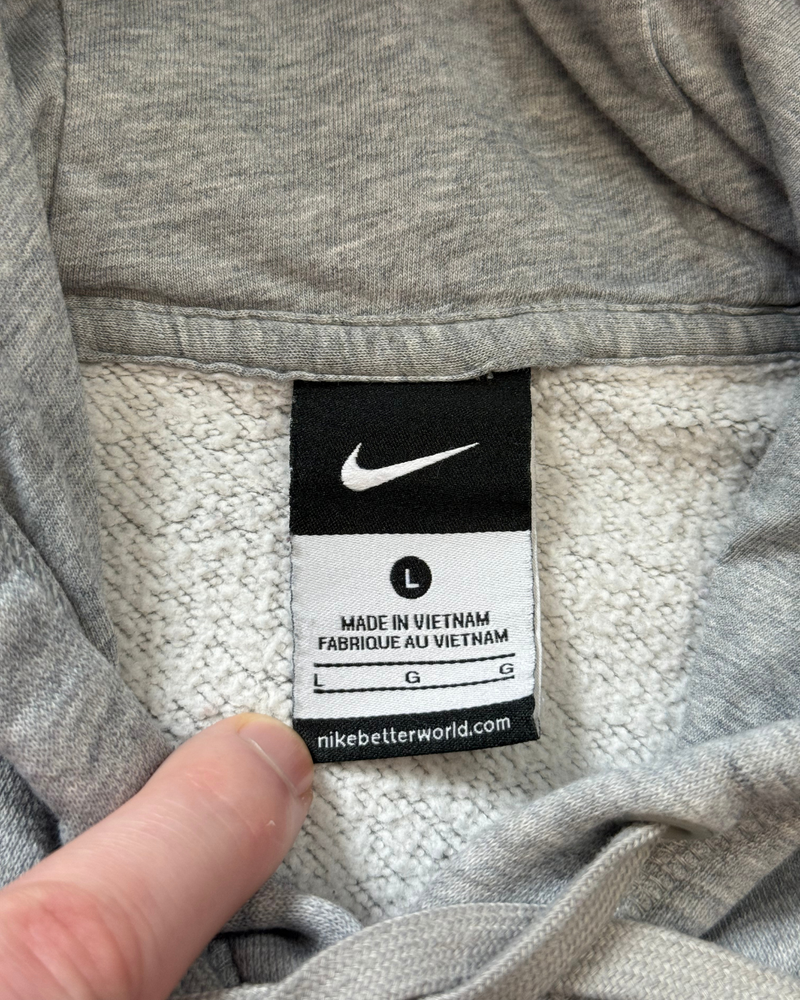 L
MADE IN VIETNAM
FABRIQUE AU VIETNAM
L G G
nikebetterworld.com